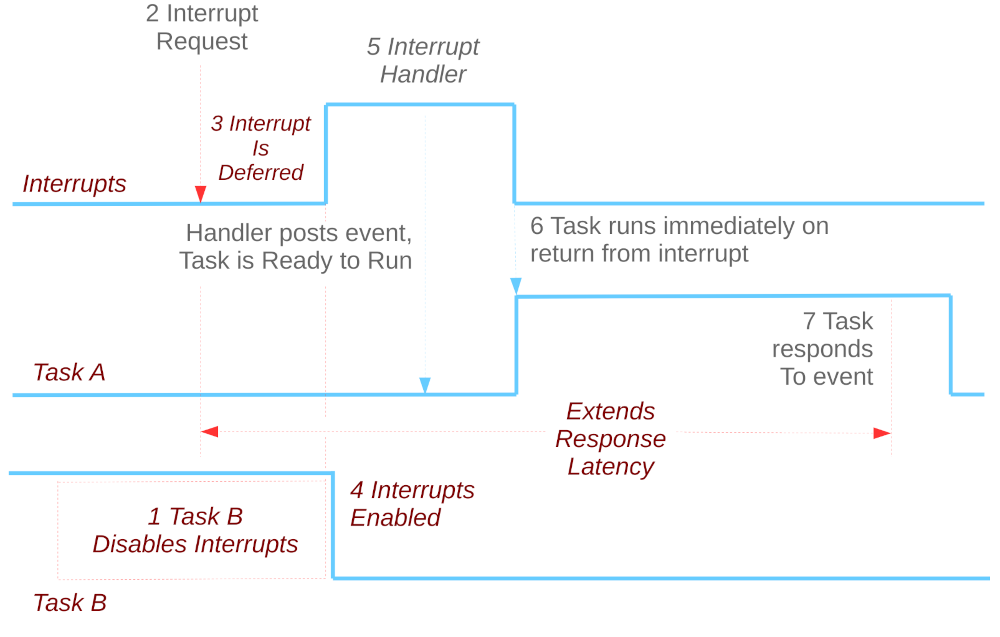 2 Interrupt
Request
5 Interrupt
Handler
3 Interrupt
Is
Deferred
Interrupts
Handler posts event,
Task is Ready to Run
6 Task runs immediately on
return from interrupt
7 Task
responds
To event
Task A
Extends
Response
Latency
4 Interrupts
Enabled
1 Task B
Disables Interrupts
Task B